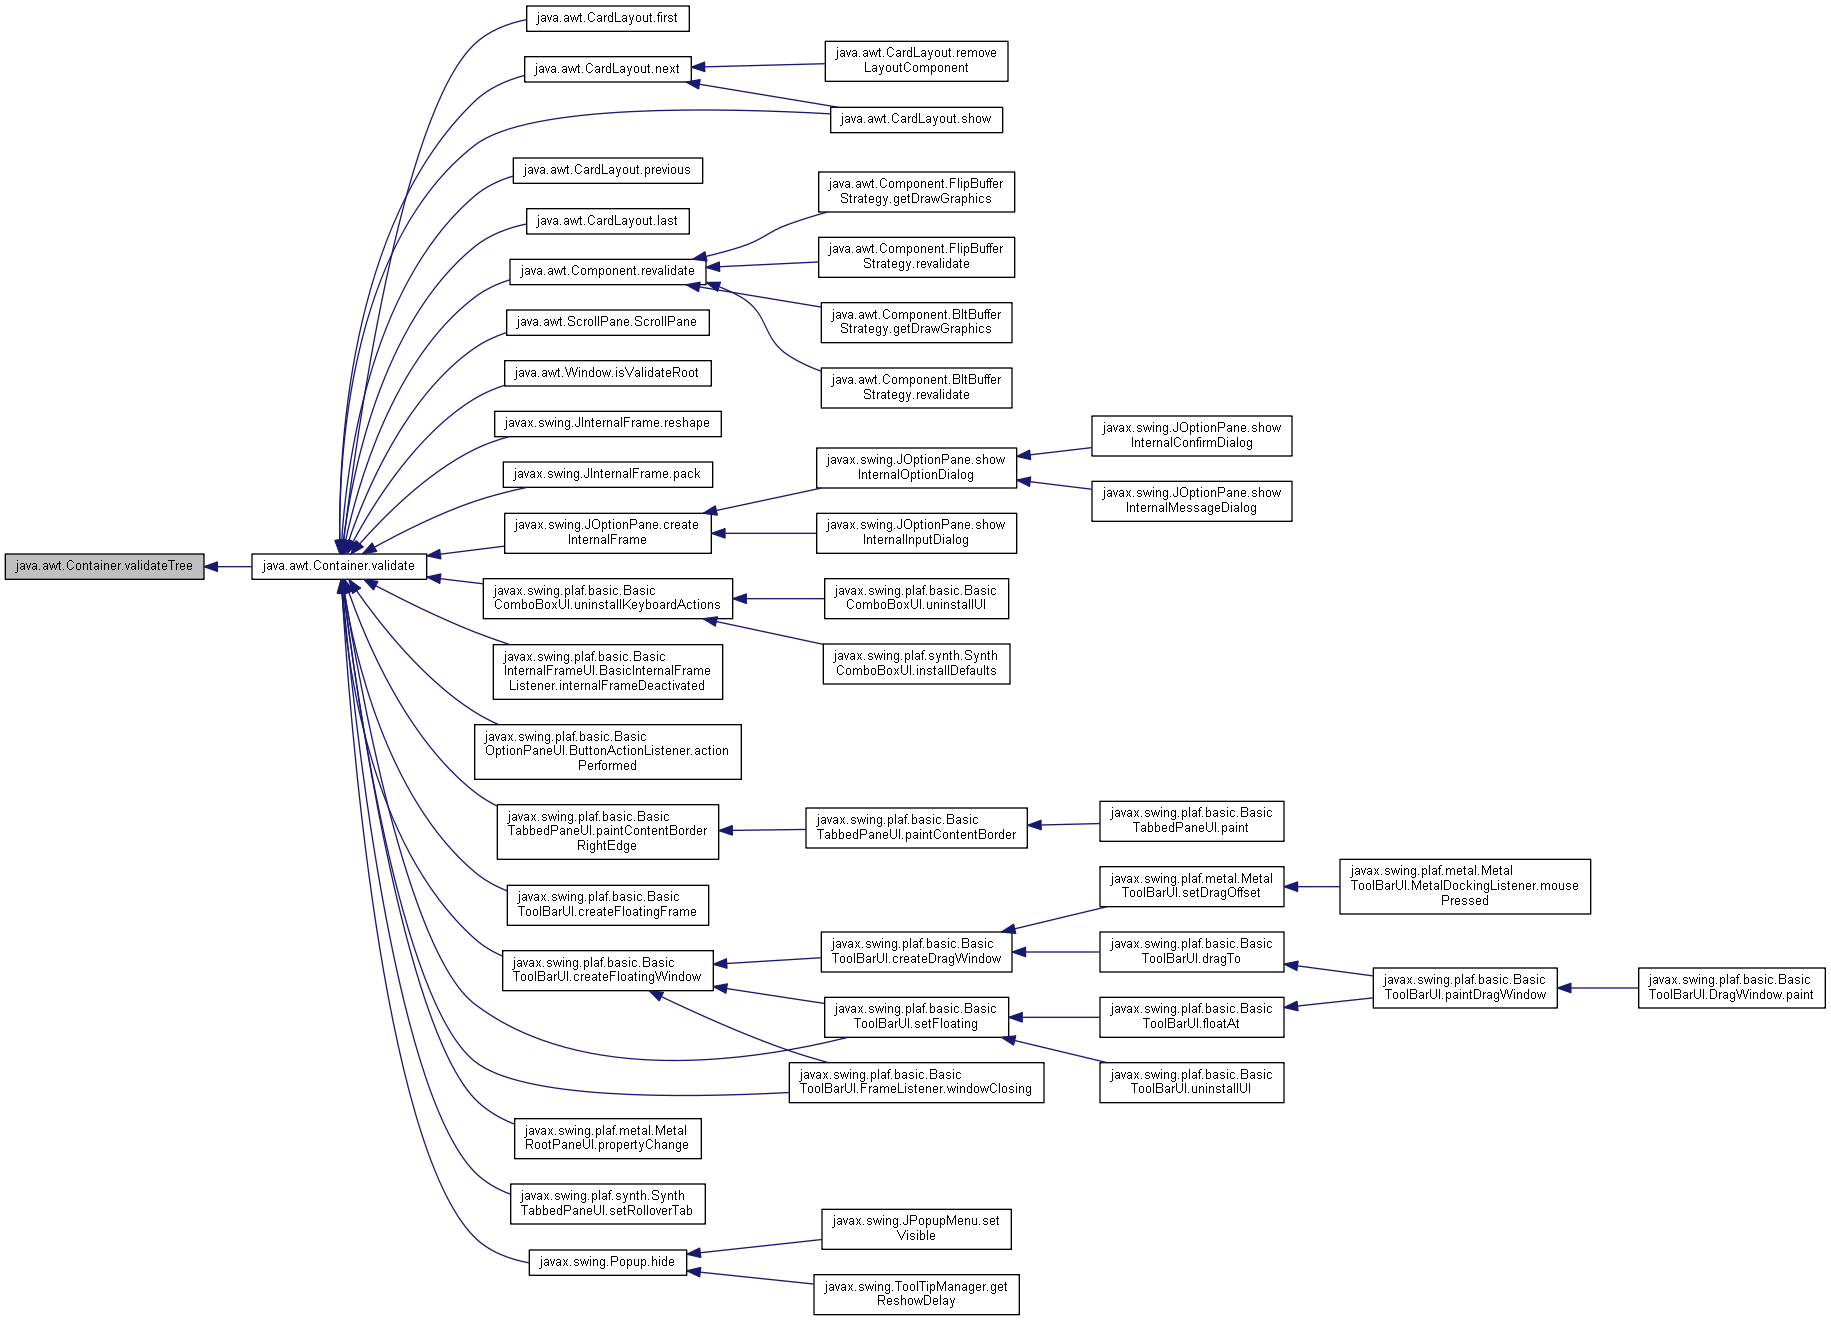 java.awt.Container.validateTree
java.awt.Container.validate
java.awt.CardLayout.first
java.awt.CardLayout.next
java.awt.CardLayout.remove
LayoutComponent
java.awt.CardLayout.show
java.awt.CardLayout.previous
java.awt.CardLayout.last
java.awt.Component.revalidate
java.awt.Component.FlipBuffer
Strategy.getDrawGraphics
java.awt.Component.FlipBuffer
Strategy.revalidate
java.awt.Component.BltBuffer
Strategy.getDrawGraphics
java.awt.Component.BltBuffer
Strategy.revalidate
java.awt.ScrollPane.ScrollPane
java.awt.Window.isValidateRoot
javax.swing.JInternalFrame.reshape
javax.swing.JInternalFrame.pack
javax.swing.JOptionPane.create
InternalFrame
javax.swing.JOptionPane.show
InternalOptionDialog
javax.swing.JOptionPane.show
InternalConfirmDialog
javax.swing.JOptionPane.show
InternalMessageDialog
javax.swing.JOptionPane.show
InternalInputDialog
javax.swing.plaf.basic.Basic
ComboBoxUI.uninstallKeyboardActions
javax.swing.plaf.basic.Basic
ComboBoxUI.uninstallUI
javax.swing.plaf.synth.Synth
ComboBoxUI.installDefaults
javax.swing.plaf.basic.Basic
InternalFrameUI.BasicInternalFrame
Listener.internalFrameDeactivated
javax.swing.plaf.basic.Basic
OptionPaneUI.ButtonActionListener.action
Performed
javax.swing.plaf.basic.Basic
TabbedPaneUI.paintContentBorder
RightEdge
javax.swing.plaf.basic.Basic
TabbedPaneUI.paintContentBorder
javax.swing.plaf.basic.Basic
TabbedPaneUI.paint
javax.swing.plaf.basic.Basic
ToolBarUI.createFloatingFrame
javax.swing.plaf.basic.Basic
ToolBarUI.createFloatingWindow
javax.swing.plaf.basic.Basic
ToolBarUI.createDragWindow
javax.swing.plaf.metal.Metal
ToolBarUI.setDragOffset
javax.swing.plaf.metal.Metal
ToolBarUI.MetalDockingListener.mouse
Pressed
javax.swing.plaf.basic.Basic
ToolBarUI.dragTo
javax.swing.plaf.basic.Basic
ToolBarUI.setFloating
javax.swing.plaf.basic.Basic
ToolBarUI.floatAt
javax.swing.plaf.basic.Basic
ToolBarUI.paintDragWindow
javax.swing.plaf.basic.Basic
ToolBarUI.DragWindow.paint
javax.swing.plaf.basic.Basic
ToolBarUI.uninstallUI
javax.swing.plaf.basic.Basic
ToolBarUI.FrameListener.windowClosing
javax.swing.plaf.metal.Metal
RootPaneUI.propertyChange
javax.swing.plaf.synth.Synth
TabbedPaneUI.setRolloverTab
javax.swing.Popup.hide
javax.swing.JPopupMenu.set
Visible
javax.swing.ToolTipManager.get
ReshowDelay